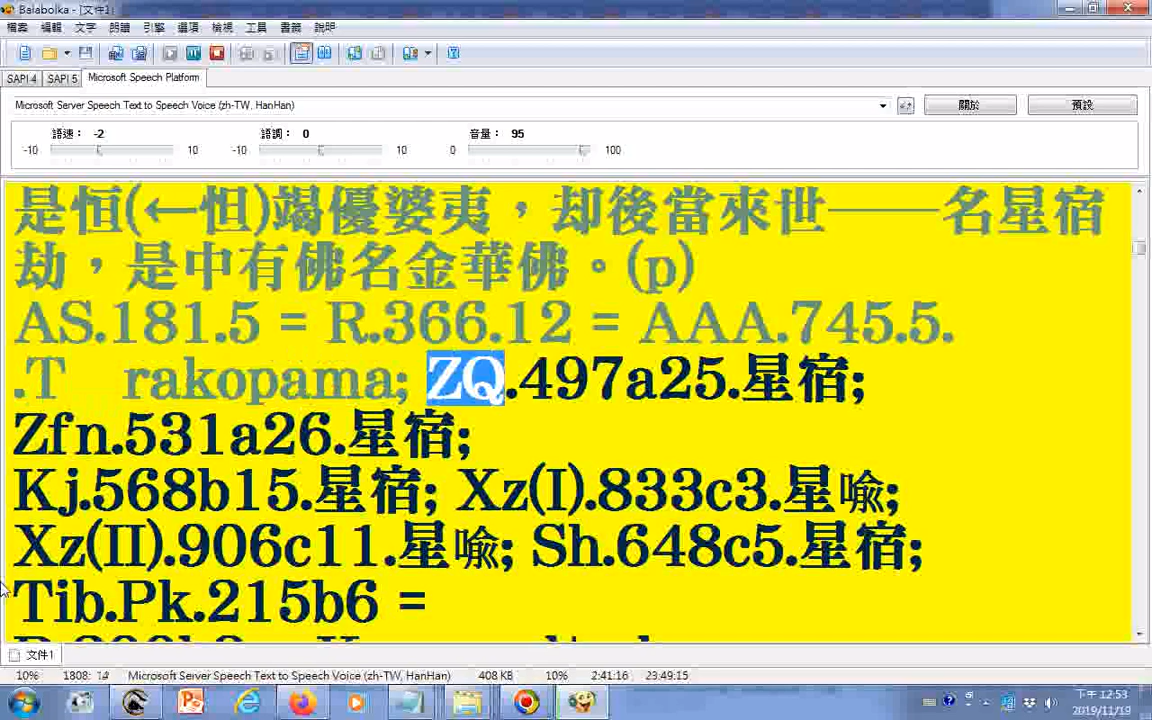 Balabolka - [文件1]
檔案 編輯 文字 朗讀 引擎 選項 檢視 工具 書籤 說明
SAPI 4 SAPI 5 Microsoft Speech Platform
Microsoft Server Speech Text to Speech Voice (zh-TW, HanHan) 關於 預設
語速： -2 語調： 0 音量： 95
-10 10 -10 10 0 100
是恒(←怛)竭優婆夷，却後當來世——名星宿
劫，是中有佛名金華佛。(p)
AS.181.5 = R.366.12 = AAA.745.5.
.T rakopama; ZQ.497a25.星宿;
Zfn.531a26.星宿;
Kj.568b15.星宿; Xz(I).833c3.星喩;
Xz(II).906c11.星喩; Sh.648c5.星宿;
Tib.Pk.215b6 =
文件1
10% 1808: 14 Microsoft Server Speech Text to Speech Voice (zh-TW, HanHan) 408 KB 10% 2:41:16 23:49:15
下午 12:53
2019/11/19